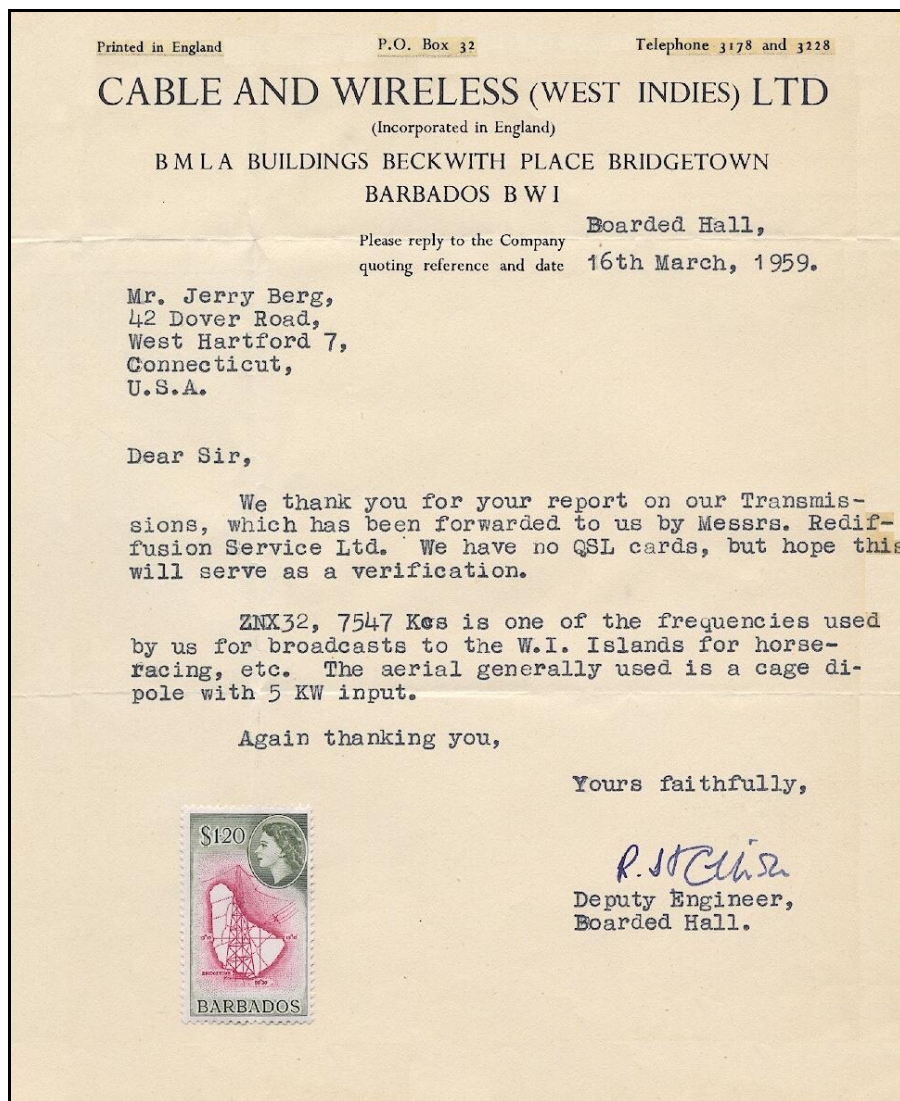 Printed in England P.O. Box 32 Telephone 3178 and 3228
CABLE AND WIRELESS (WEST INDIES) LTD
(Incorporated in England)
B M L A BUILDINGS BECKWITH PLACE BRIDGETOWN
BARBADOS B W I
Boarded Hall,
Please reply to the Company
quoting reference and date 16th March, 1959.
Mr. Jerry Berg,
42 Dover Road,
West Hartford 7,
Connecticut,
U.S.A.
Dear Sir,
We thank you for your report on our Transmis-
sions, which has been forwarded to us by Messrs. Redif-
fusion Service Ltd. We have no QSL cards, but hope this
will serve as a verification.
ZNX32, 7547 Kcs is one of the frequencies used
by us for broadcasts to the W.I. Islands for horse-
racing, etc. The aerial generally used is a cage di-
pole with 5 KW input.
Again thanking you,
Yours faithfully,
R.
Deputy Engineer,
Boarded Hall.
$1.20
BARBADOS